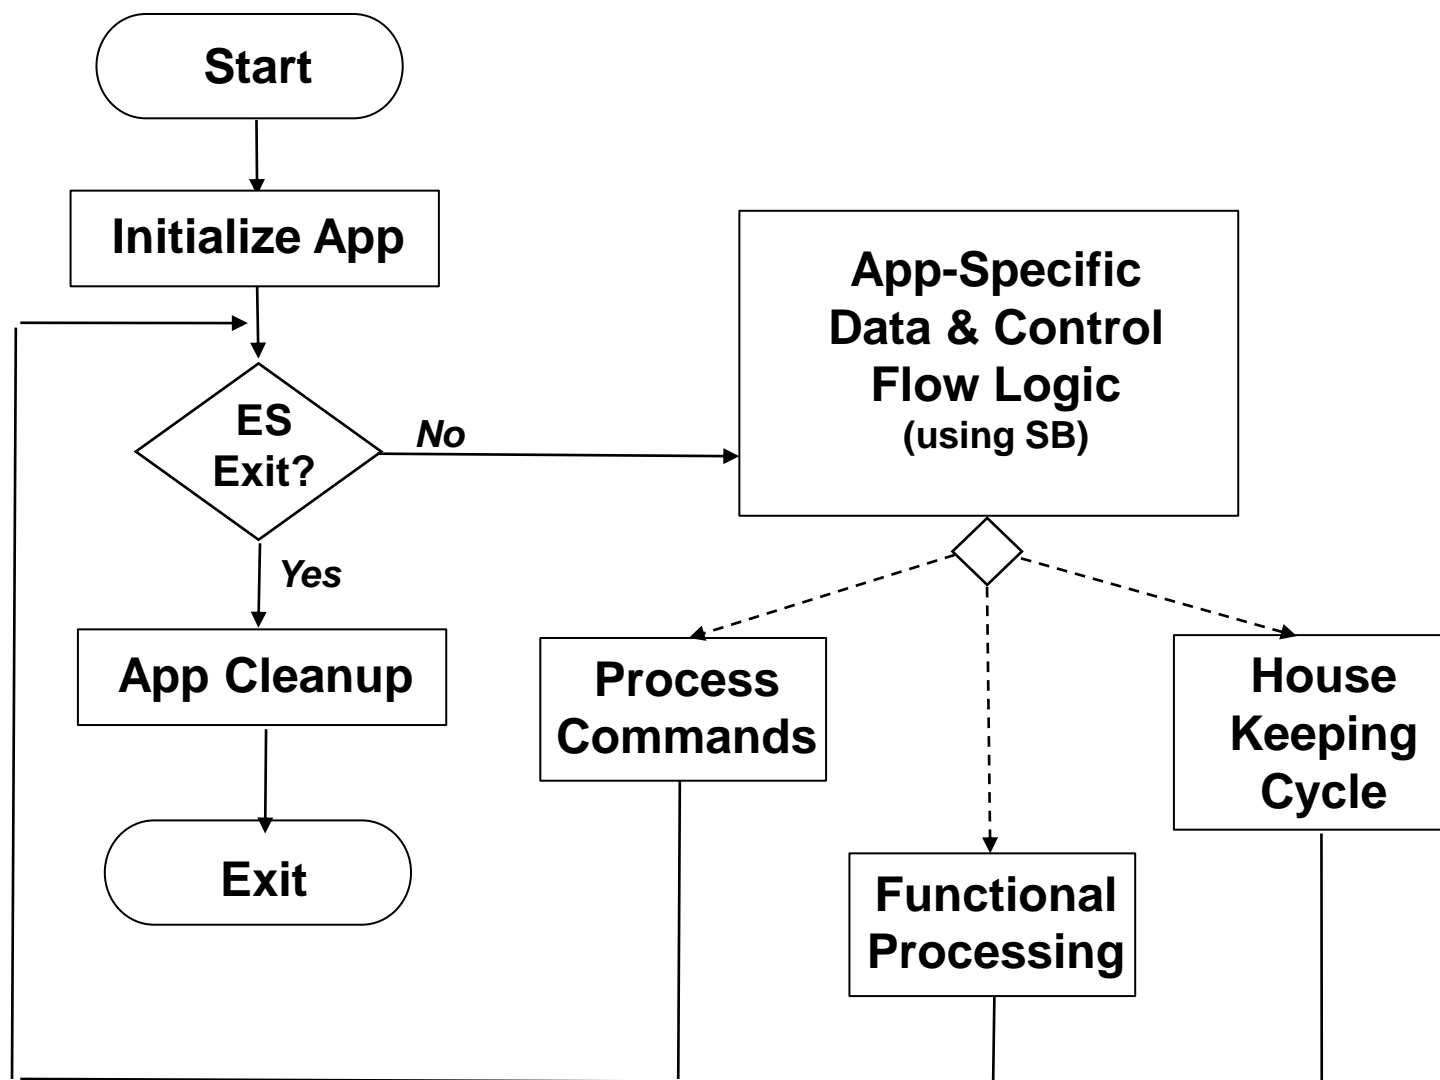 Start
Initialize App
App-Specific
Data & Control
Flow Logic
(using SB)
ES
Exit?
No
Yes
App Cleanup
Process
Commands
House
Keeping
Cycle
Exit
Functional
Processing